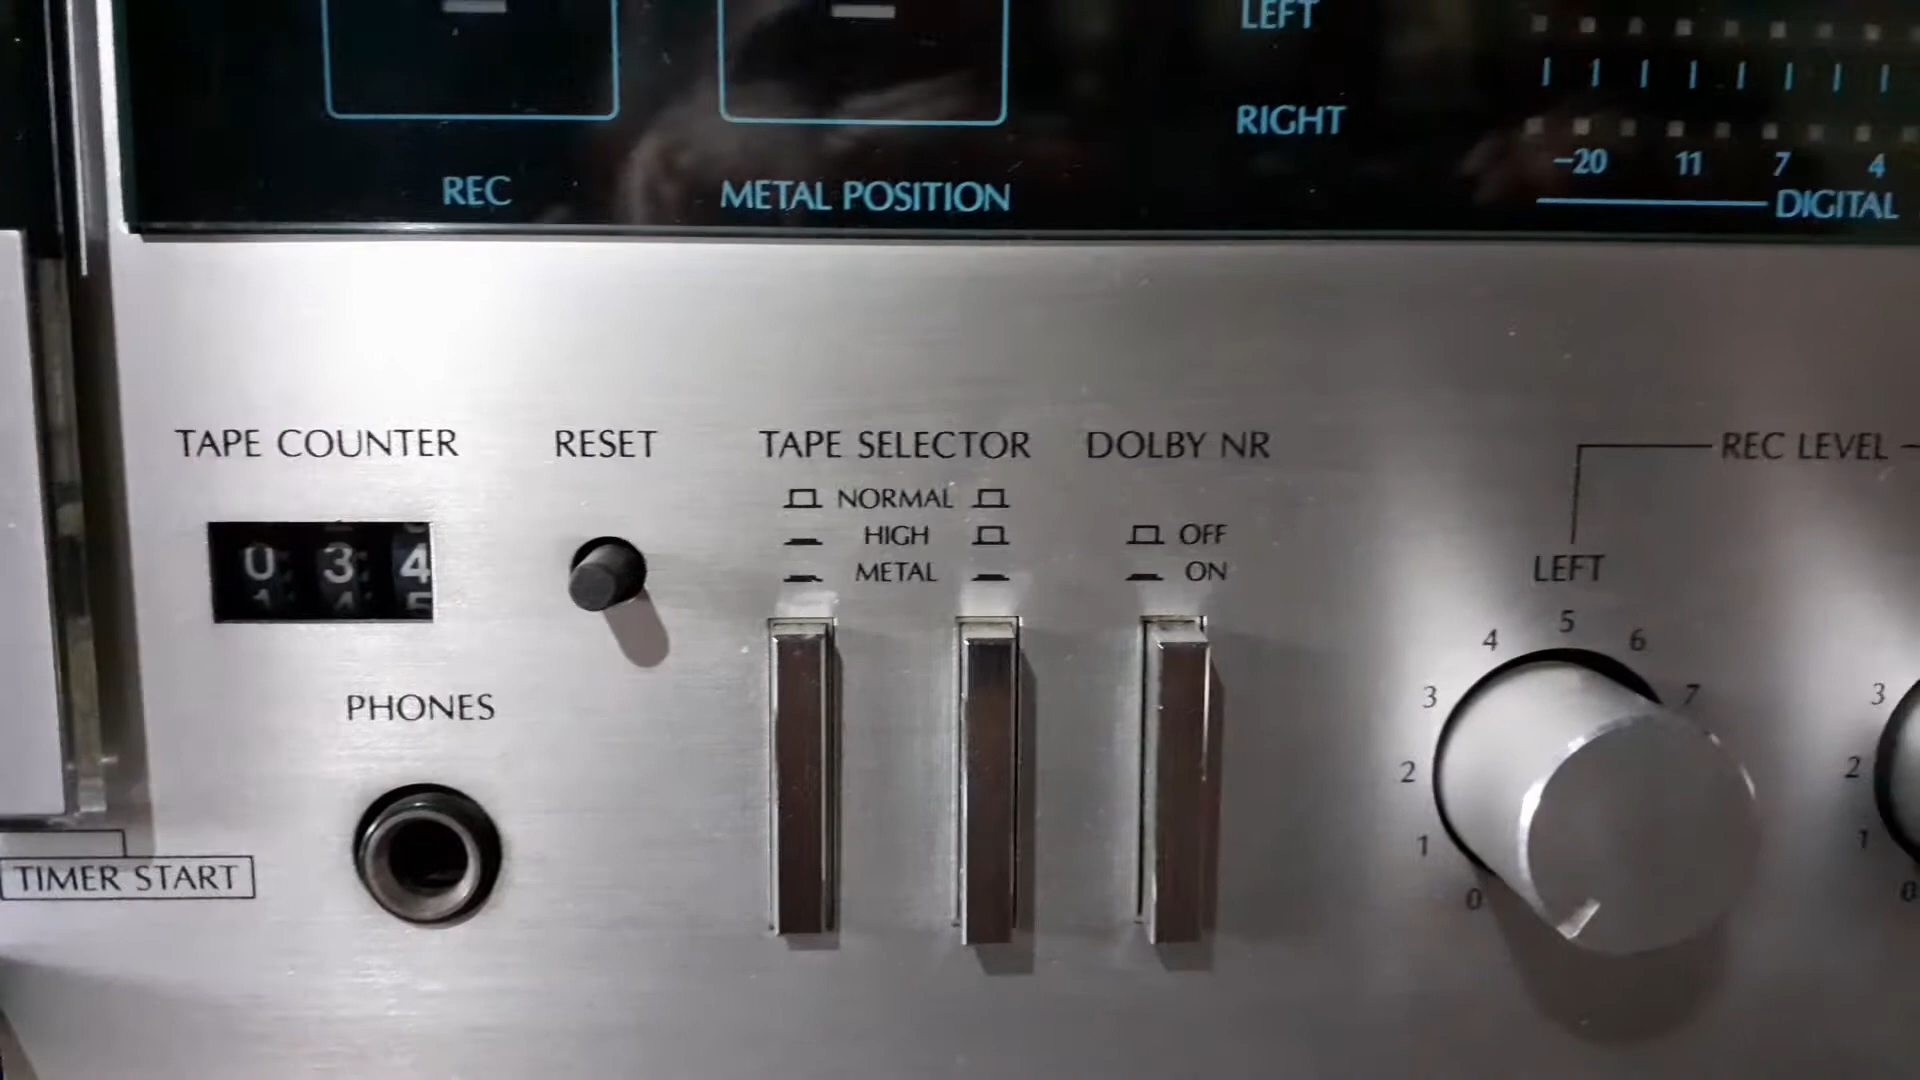 LEFT
RIGHT
-20 11 7 4
DIGITAL
REC
METAL POSITION
TAPE COUNTER
RESET
TAPE SELECTOR
DOLBY NR
REC LEVEL
NORMAL
HIGH
METAL
OFF
ON
0 3 4
LEFT
0 1 2 3 4 5 6 7
0 1 2 3
PHONES
TIMER START